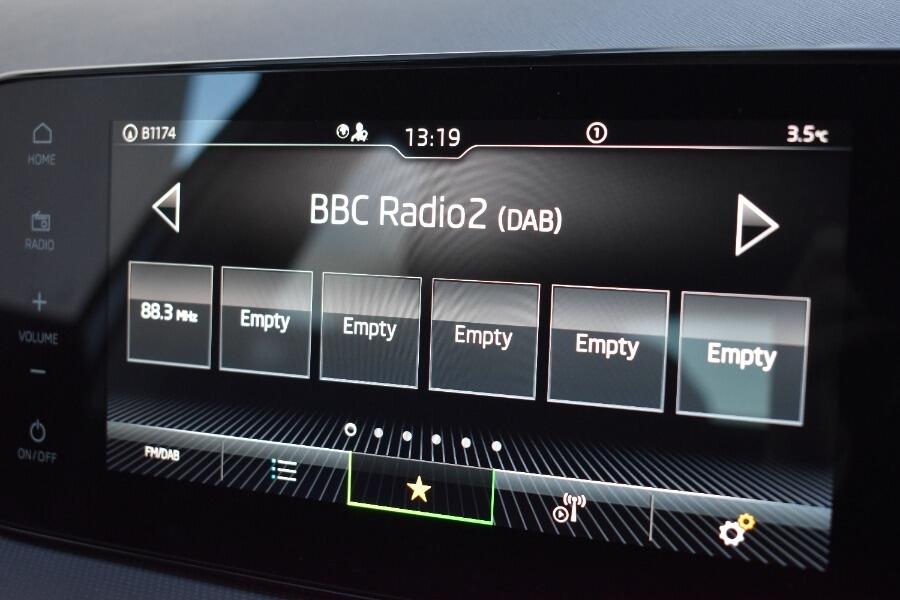 B1174
13:19
1
3.5°C
HOME
BBC Radio2 (DAB)
RADIO
88.3 MHz
Empty
Empty
Empty
Empty
Empty
+
VOLUME
−
ON/OFF
FM/DAB